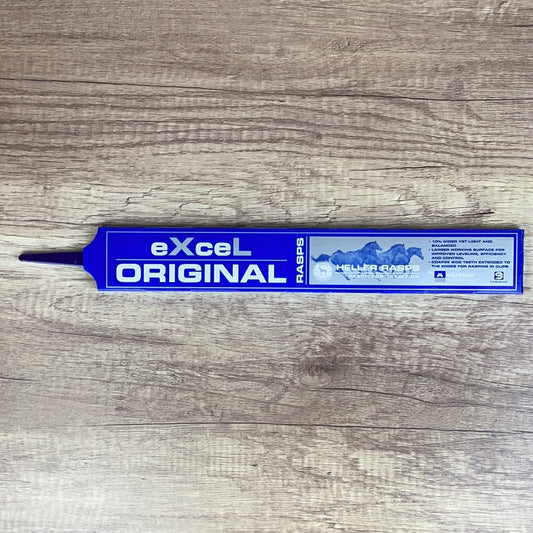 eXceL
ORIGINAL
RASPS
HELLER RASPS
• 10% WIDER YET LIGHT AND
BALANCED
• LARGER WORKING SURFACE FOR
IMPROVED LEVELING, EFFICIENCY
AND CONTROL
• COARSE SIDE TEETH EXTENDED TO
THE EDGES FOR RASPING IN CLIPS
MUSTAD